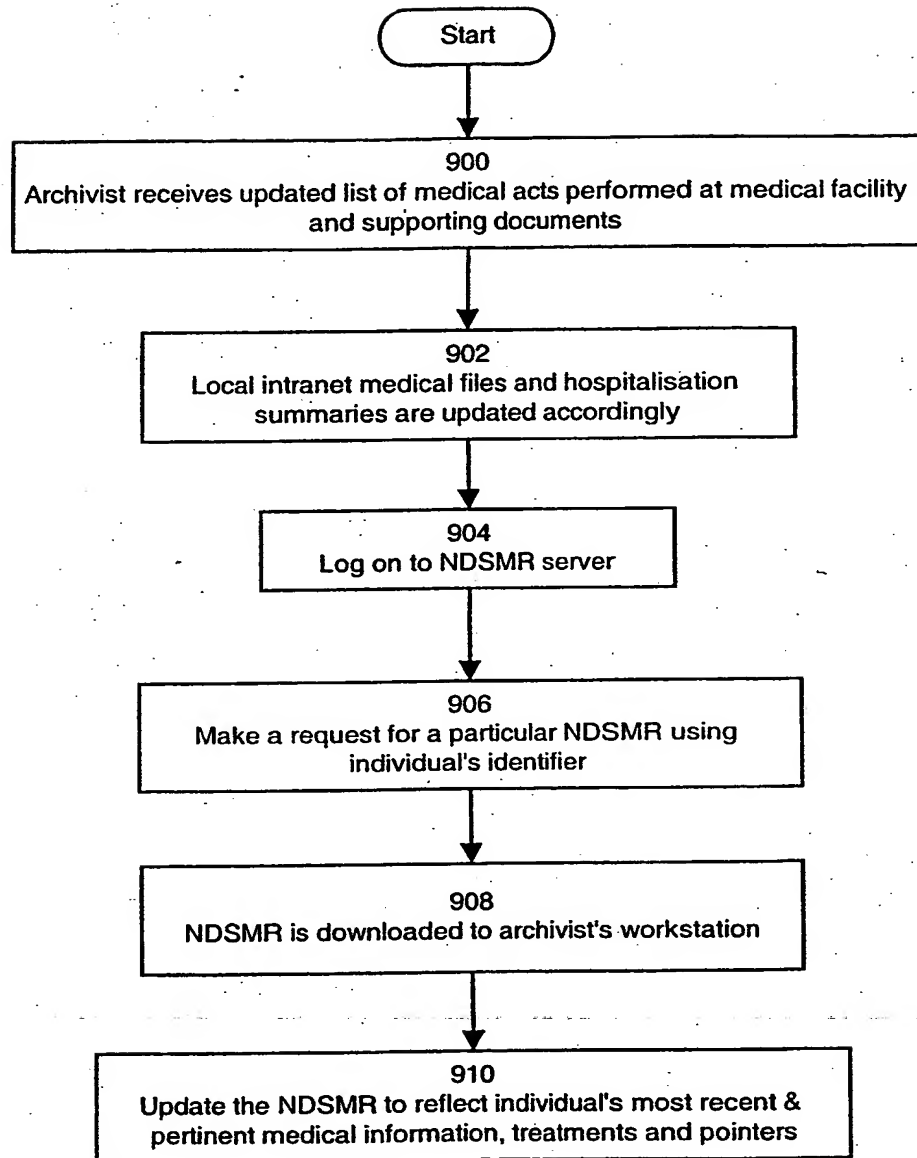 Start
900
Archivist receives updated list of medical acts performed at medical facility
and supporting documents
902
Local intranet medical files and hospitalisation
summaries are updated accordingly
904
Log on to NDSMR server
906
Make a request for a particular NDSMR using
individual's identifier
908
NDSMR is downloaded to archivist's workstation
910
Update the NDSMR to reflect individual's most recent &
pertinent medical information, treatments and pointers